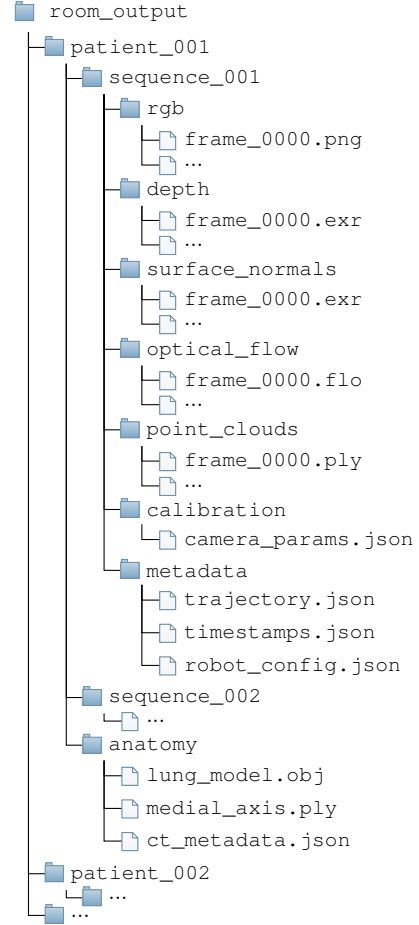 room_output
patient_001
sequence_001
rgb
frame_0000.png
...
depth
frame_0000.exr
...
surface_normals
frame_0000.exr
...
optical_flow
frame_0000.flo
...
point_clouds
frame_0000.ply
...
calibration
camera_params.json
metadata
trajectory.json
timestamps.json
robot_config.json
sequence_002
...
anatomy
lung_model.obj
medial_axis.ply
ct_metadata.json
patient_002
...
...